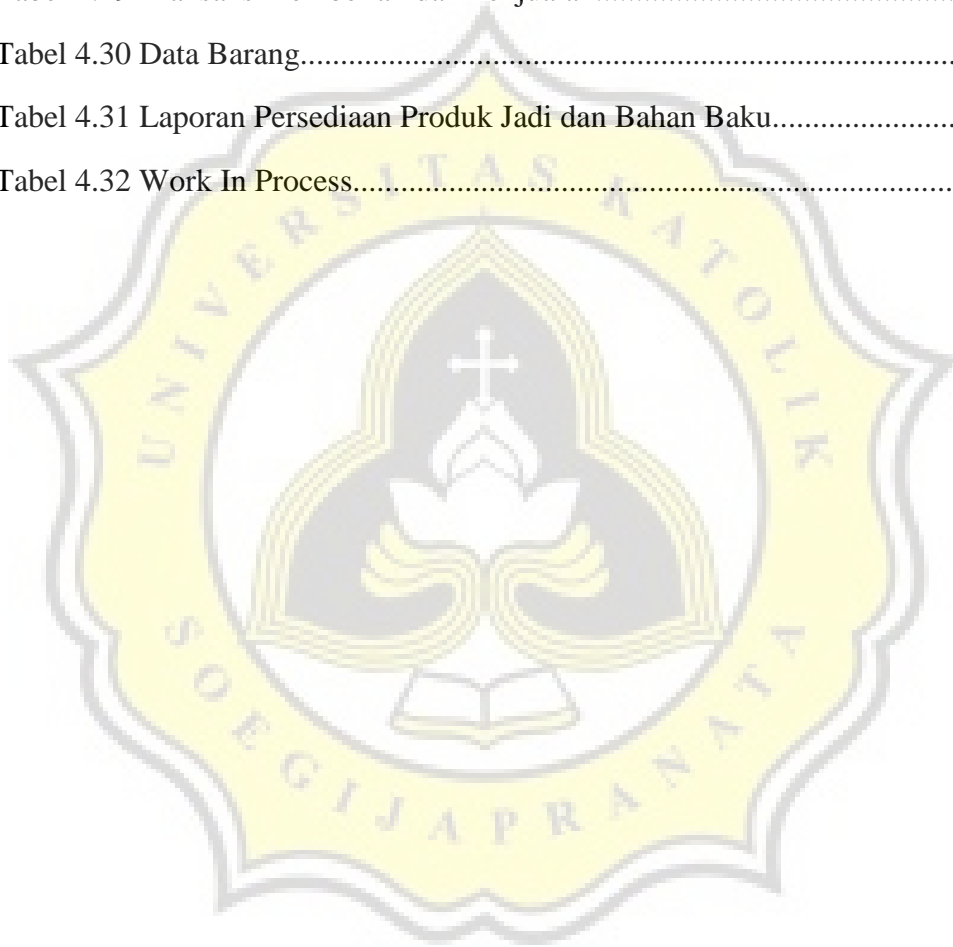 Tabel 4.30 Data Barang
Tabel 4.31 Laporan Persediaan Produk Jadi dan Bahan Baku
Tabel 4.32 Work In Process
UNIVERSITAS KATOLIK
SOEGIJAPRANATA